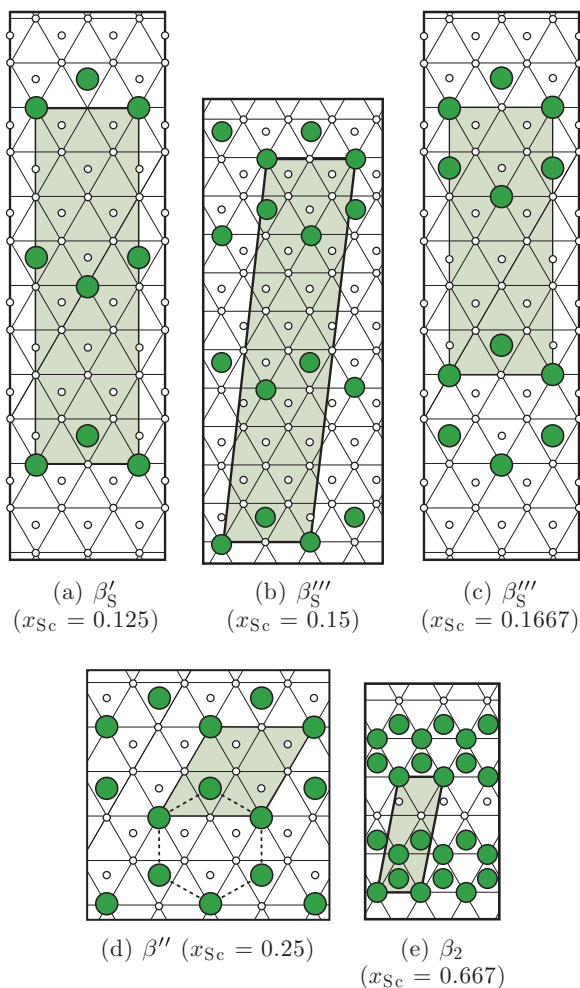 (a) β′S
(xSc = 0.125)
(b) β‴S
(xSc = 0.15)
(c) β‴S
(xSc = 0.1667)
(d) β″ (xSc = 0.25)
(e) β2
(xSc = 0.667)